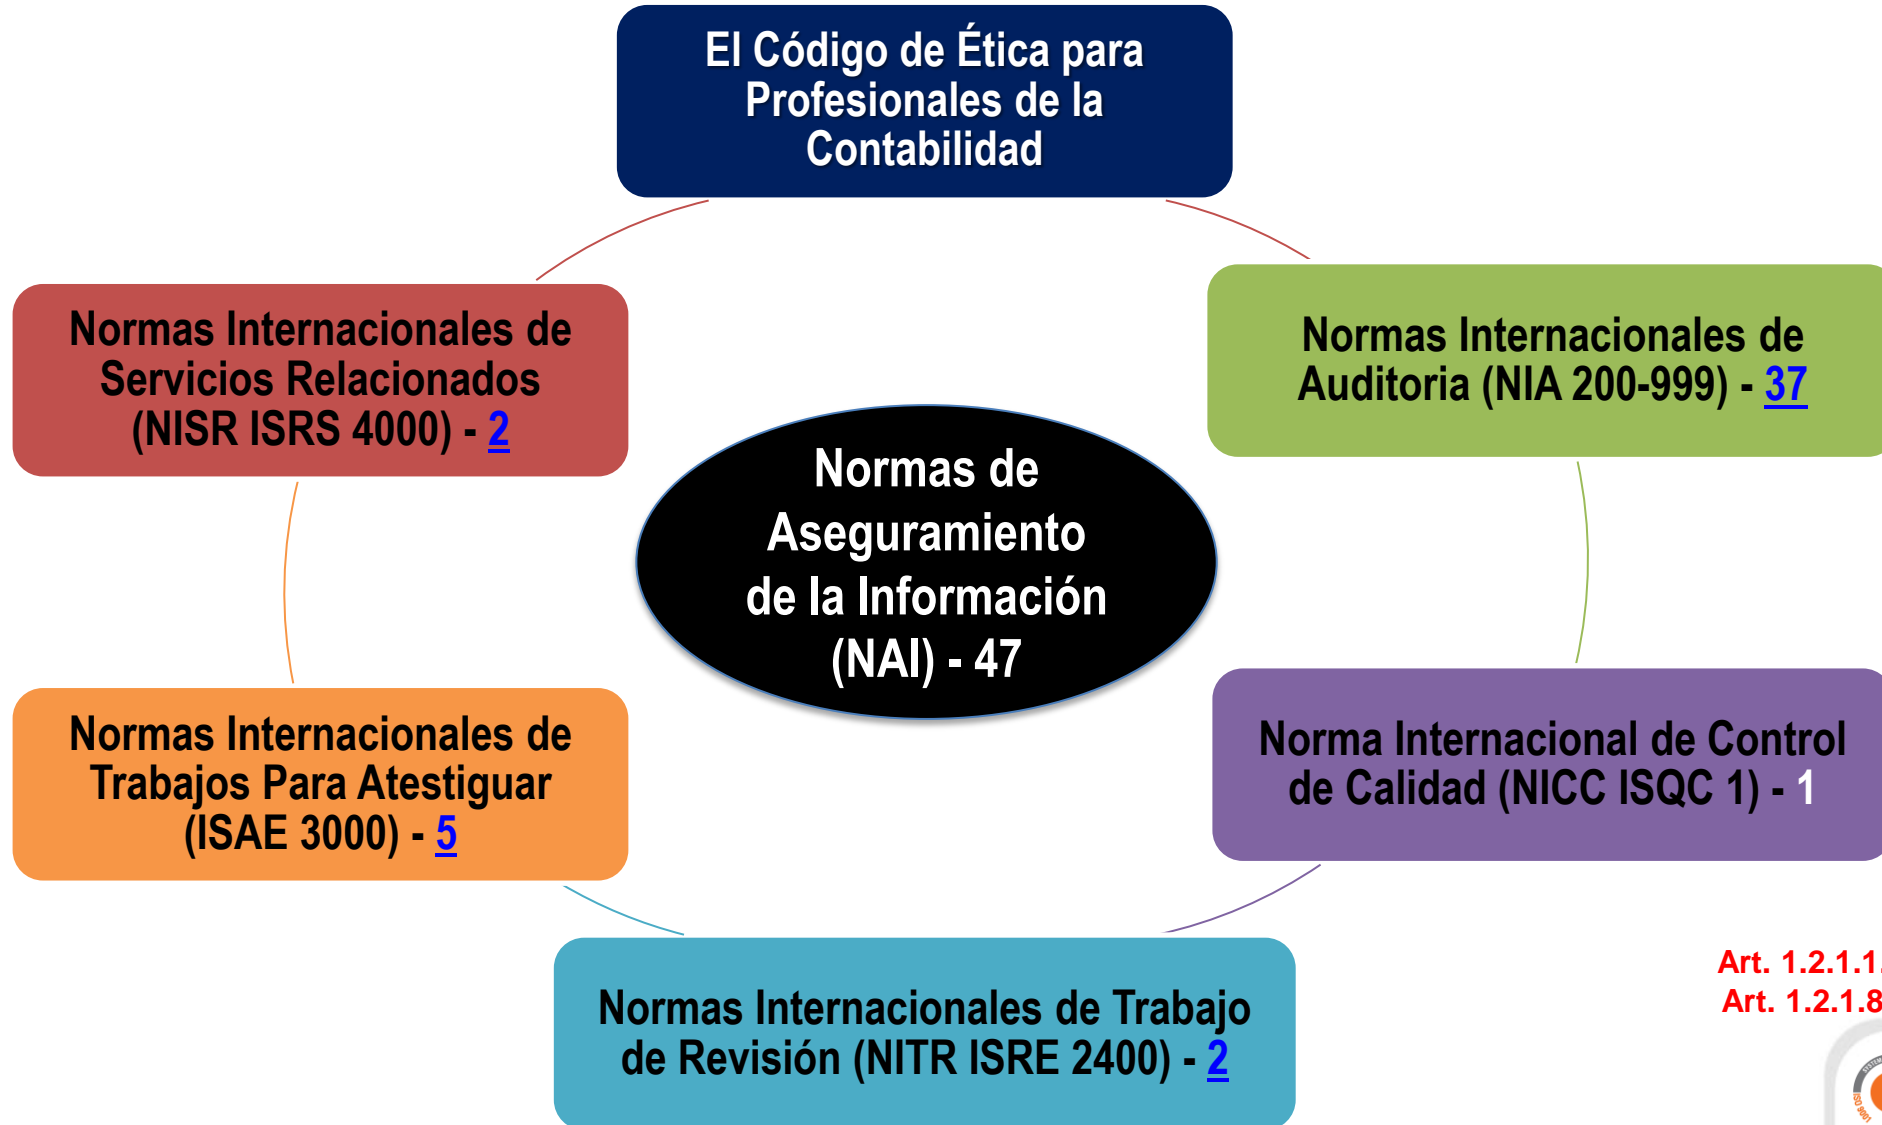 El Código de Ética para
Profesionales de la
Contabilidad
Normas Internacionales de
Servicios Relacionados
(NISR ISRS 4000) - 2
Normas Internacionales de
Auditoria (NIA 200-999) - 37
Normas de
Aseguramiento
de la Información
(NAI) - 47
Normas Internacionales de
Trabajos Para Atestiguar
(ISAE 3000) - 5
Norma Internacional de Control
de Calidad (NICC ISQC 1) - 1
Normas Internacionales de Trabajo
de Revisión (NITR ISRE 2400) - 2
Art. 1.2.1.1.
Art. 1.2.1.8
ISO 9001